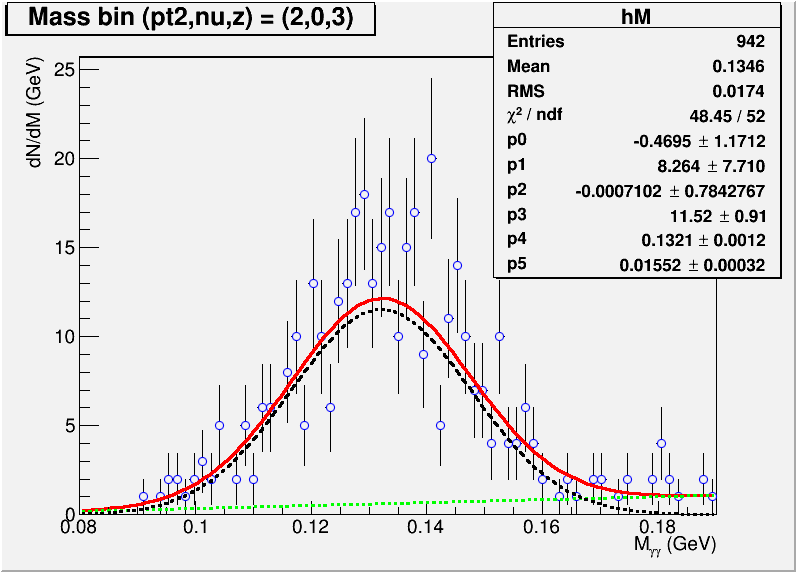 Mass bin (pt2,nu,z) = (2,0,3)
hM
Entries 942
Mean 0.1346
RMS 0.0174
χ² / ndf 48.45 / 52
p0 -0.4695 ± 1.1712
p1 8.264 ± 7.710
p2 -0.0007102 ± 0.7842767
p3 11.52 ± 0.91
p4 0.1321 ± 0.0012
p5 0.01552 ± 0.00032
dN/dM (GeV)
25
20
15
10
5
0
0.08 0.1 0.12 0.14 0.16 0.18
Mγγ (GeV)